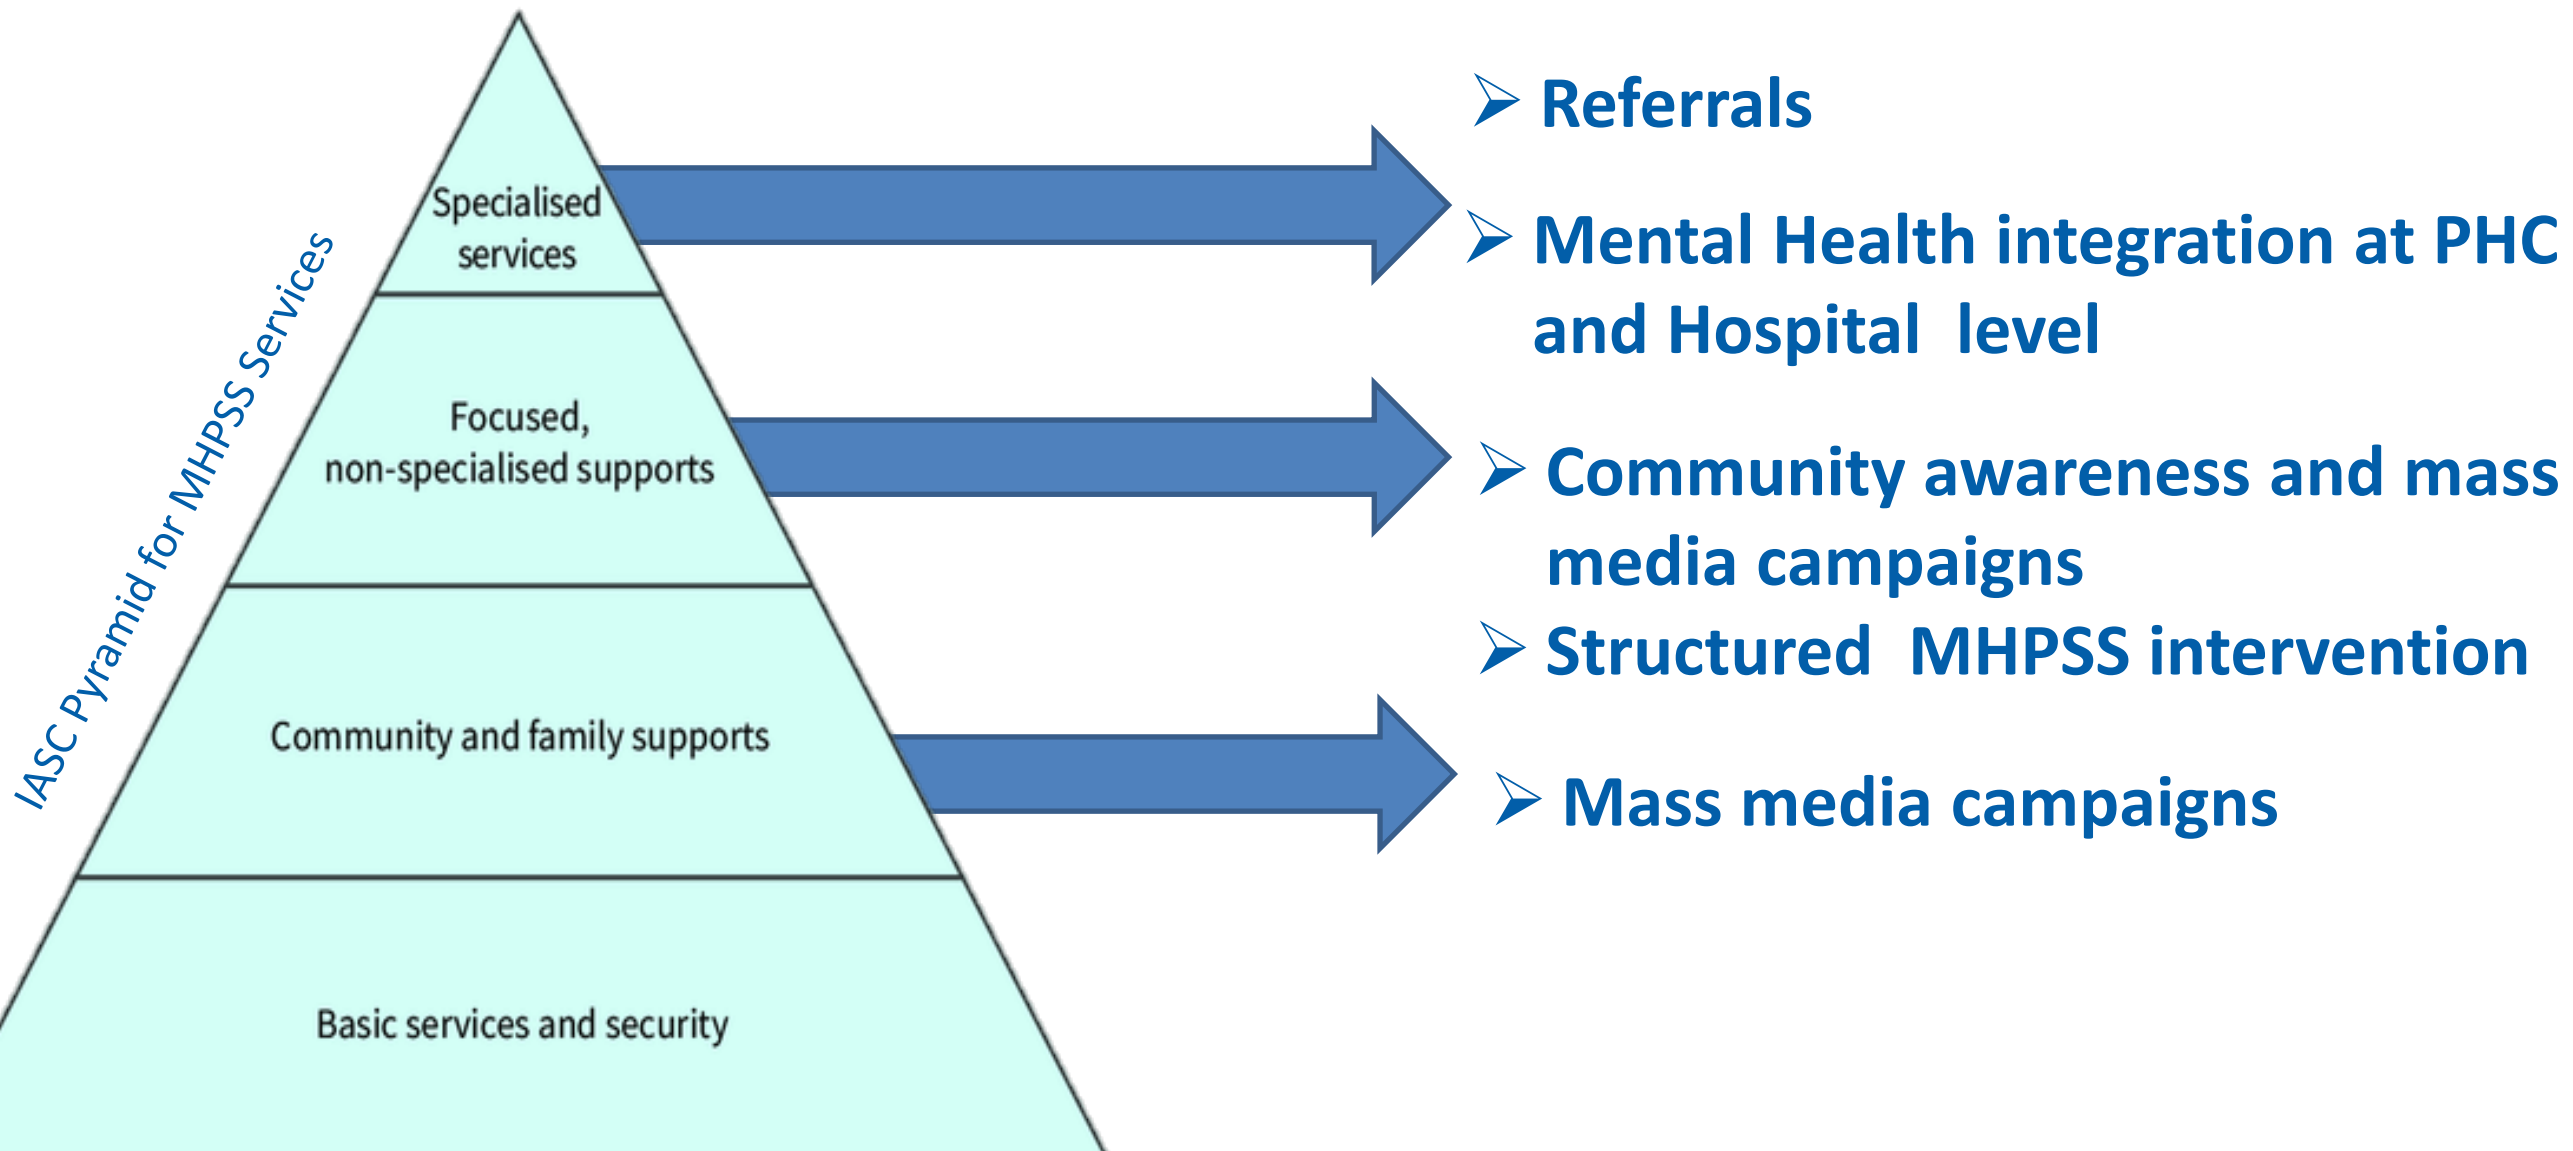 IASC Pyramid for MHPSS Services
Specialised
services
Focused,
non-specialised supports
Community and family supports
Basic services and security
➢ Referrals
➢ Mental Health integration at PHC
and Hospital level
➢ Community awareness and mass
media campaigns
➢ Structured MHPSS intervention
➢ Mass media campaigns